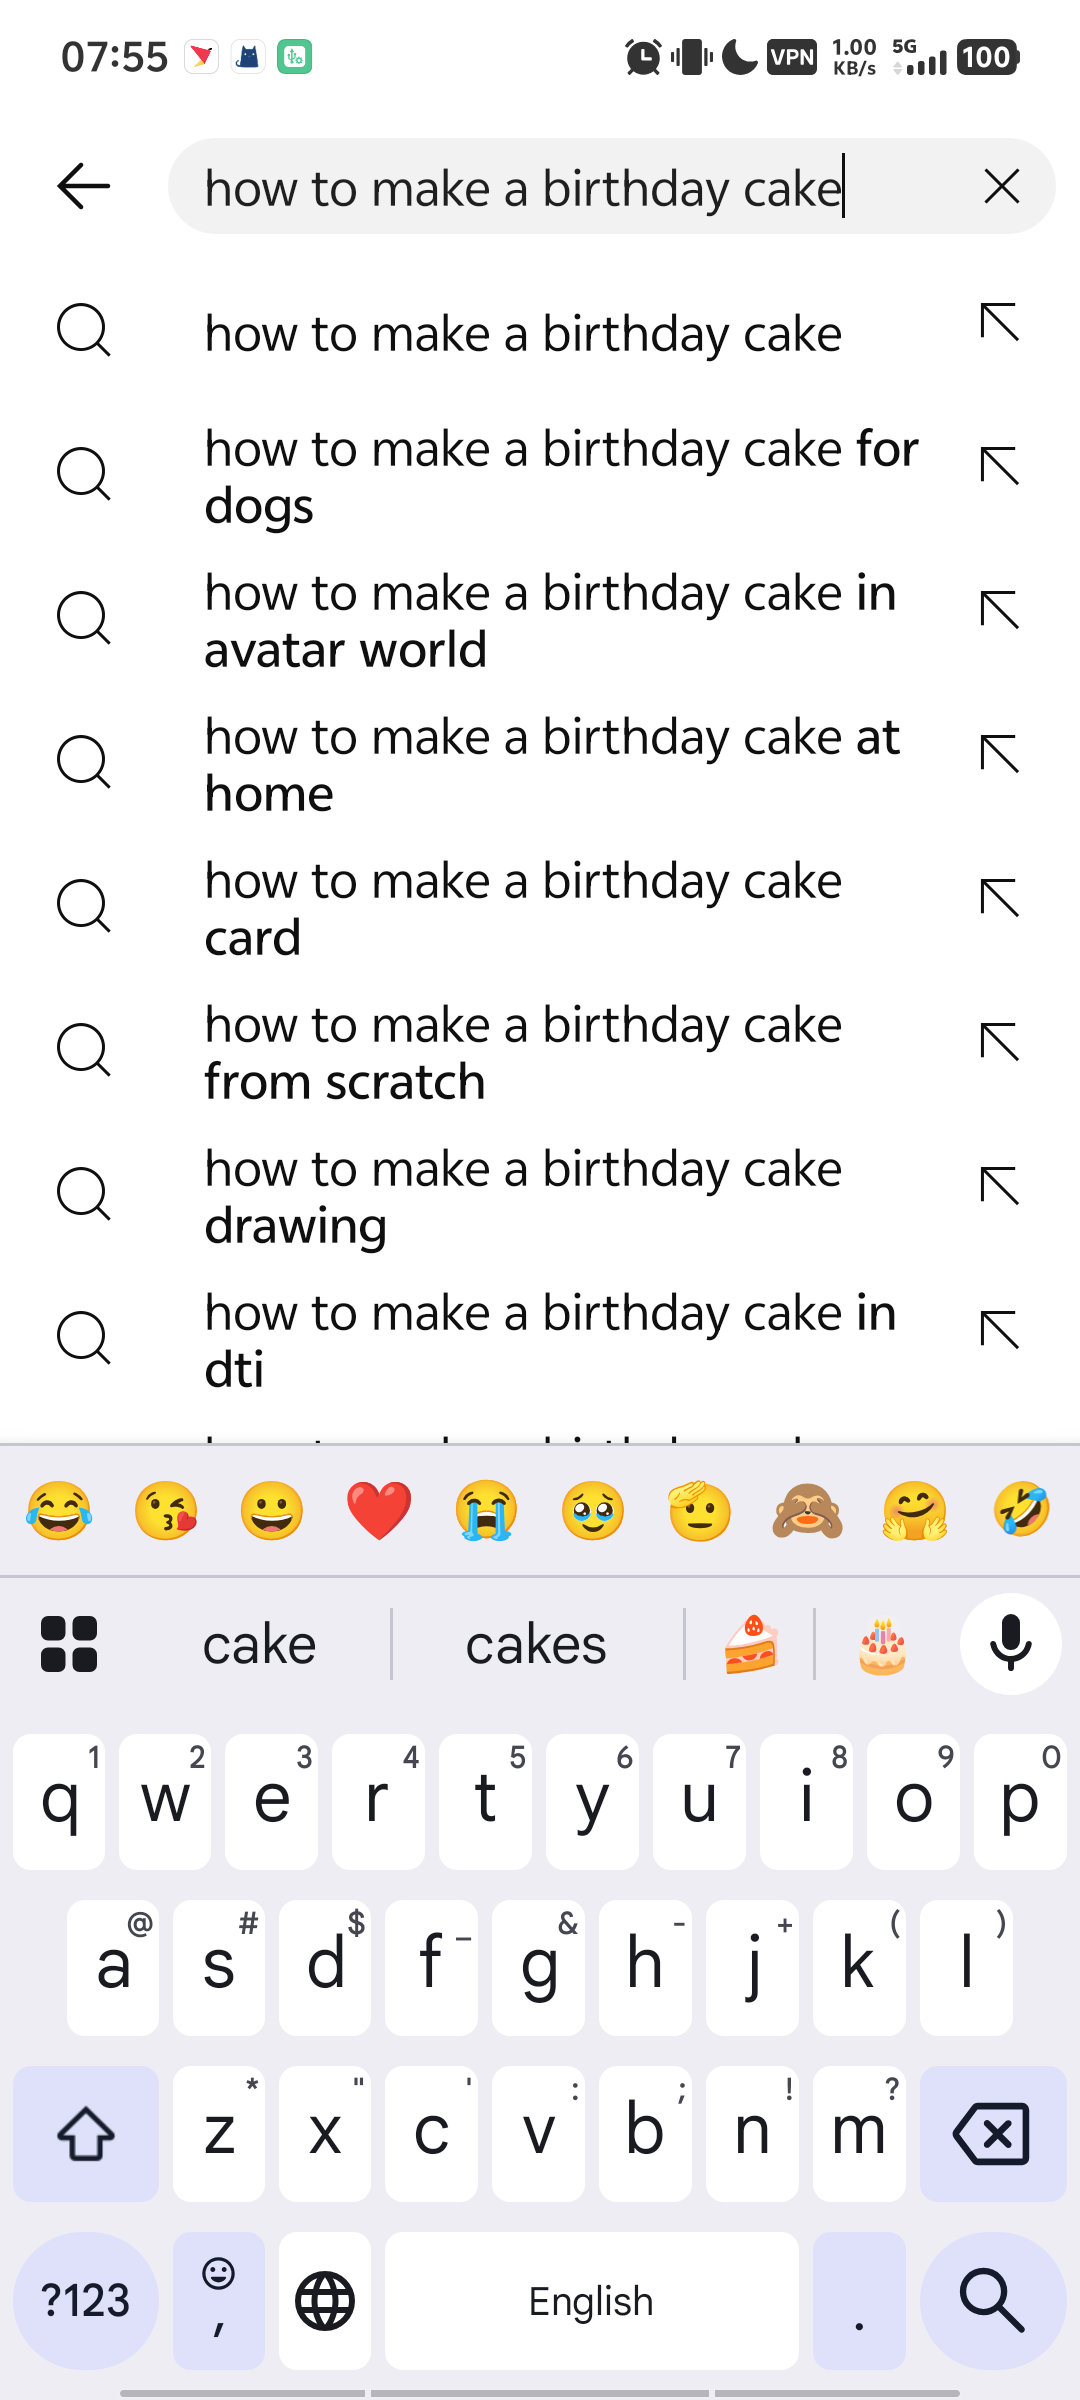 07:55 VPN 1.00 KB/s 5G 100
how to make a birthday cake
how to make a birthday cake
how to make a birthday cake for
dogs
how to make a birthday cake in
avatar world
how to make a birthday cake at
home
how to make a birthday cake
card
how to make a birthday cake
from scratch
how to make a birthday cake
drawing
how to make a birthday cake in
dti
😂 😘 😀 ❤️ 😭 🥹 🫡 🙈 🤗 🤣
cake cakes 🍰 🎂
q 1 w 2 e 3 r 4 t 5 y 6 u 7 i 8 o 9 p 0
a @ s # d $ f _ g & h - j + k ( l )
z * x " c ' v : b ; n ! m ?
?123 , English .